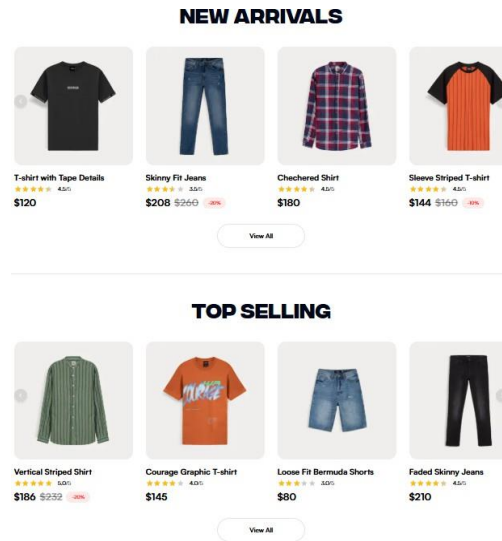 NEW ARRIVALS
T-shirt with Tape Details
Skinny Fit Jeans
Chechered Shirt
Sleeve Striped T-shirt
4.5/5
3.5/5
4.5/5
4.5/5
$120
$208 $260 -20%
$180
$144 $160 -10%
View All
TOP SELLING
COURAGE
Vertical Striped Shirt
Courage Graphic T-shirt
Loose Fit Bermuda Shorts
Faded Skinny Jeans
5.0/5
4.0/5
3.0/5
4.5/5
$186 $232 -20%
$145
$80
$210
View All